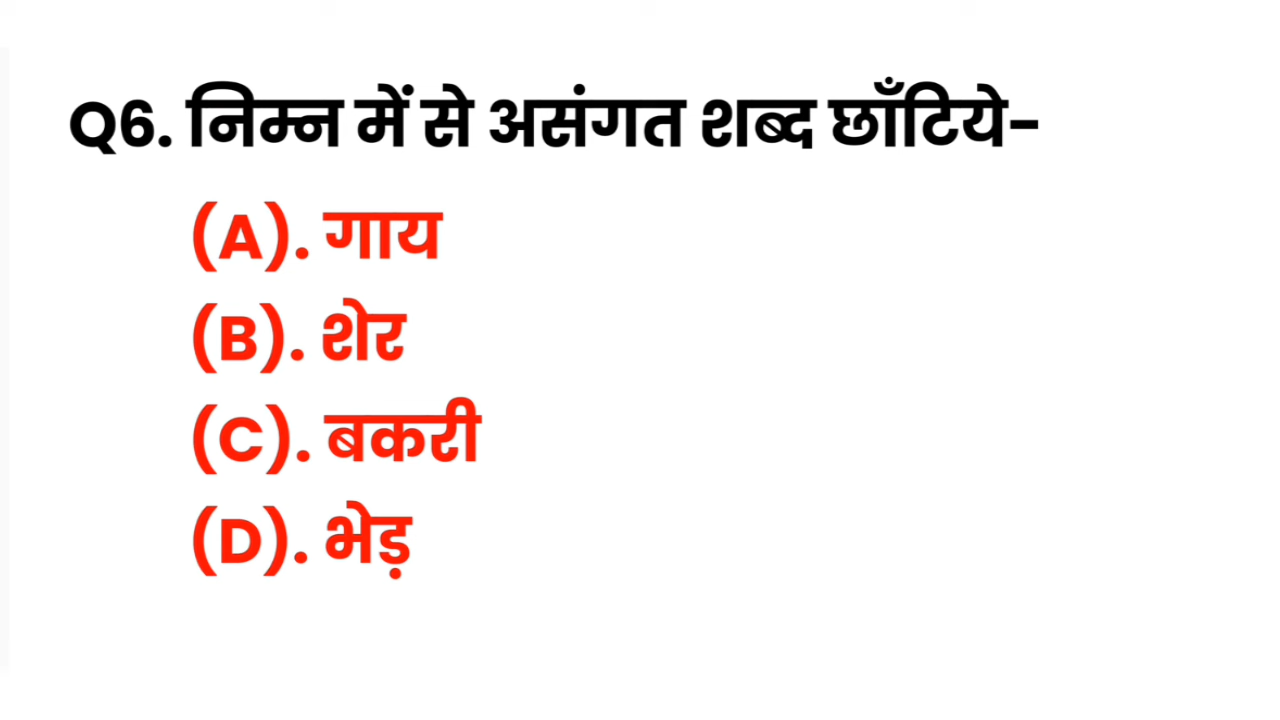 Q6. निम्न में से असंगत शब्द छाँटिये-
(A). गाय
(B). शेर
(C). बकरी
(D). भेड़